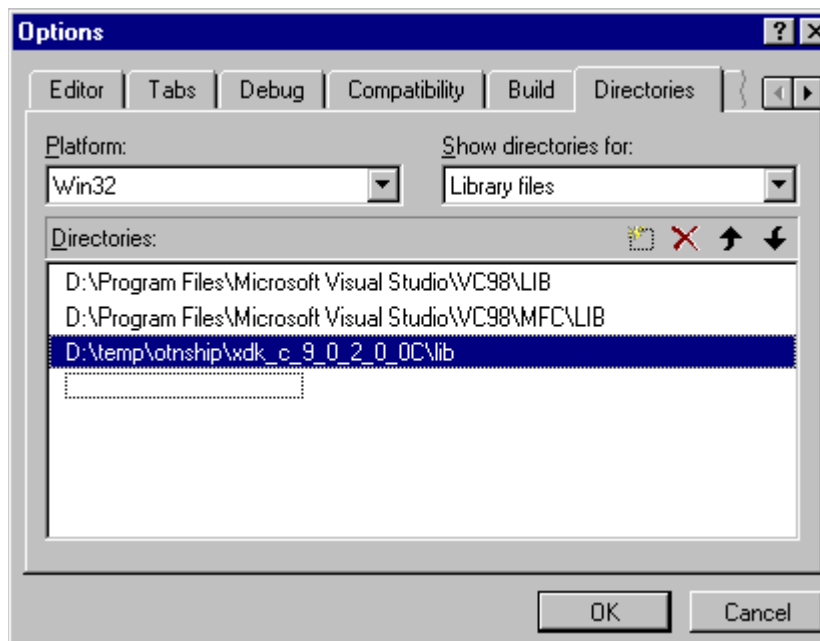 Options
Editor Tabs Debug Compatibility Build Directories
Platform: Show directories for:
Win32 Library files
Directories:
D:\Program Files\Microsoft Visual Studio\VC98\LIB
D:\Program Files\Microsoft Visual Studio\VC98\MFC\LIB
D:\temp\otnship\xdk_c_9_0_2_0_0C\lib
OK Cancel